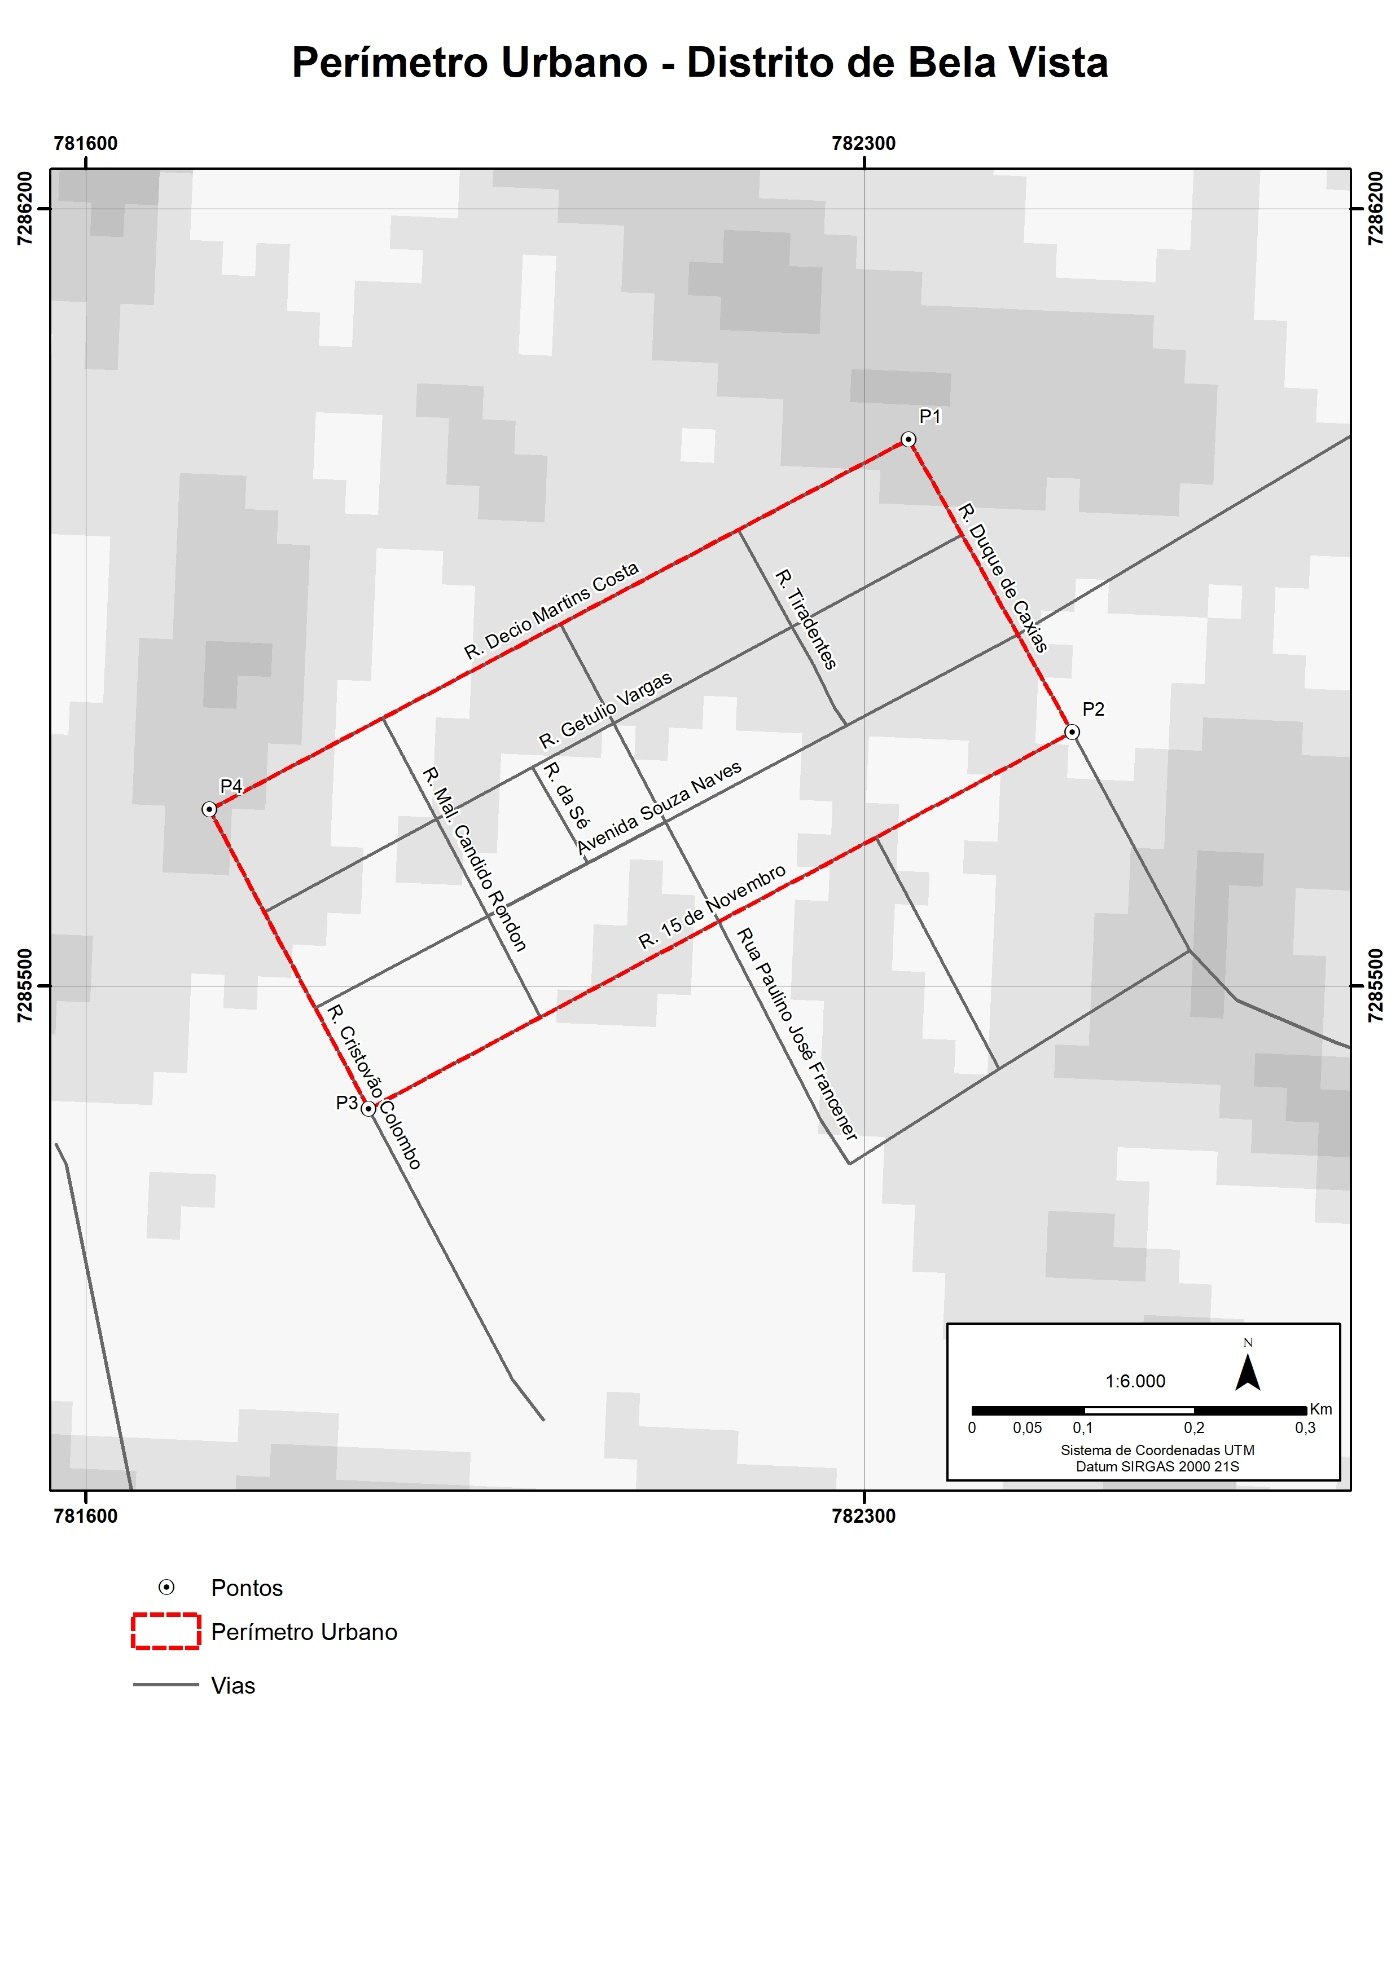 Perímetro Urbano - Distrito de Bela Vista
781600
782300
7286200
7286200
P1
R. Duque de Caxias
R. Decio Martins Costa
R. Tiradentes
R. Getulio Vargas
P2
P4
R. Mal. Candido Rondon
R. da Sé
Avenida Souza Naves
R. 15 de Novembro
Rua Paulino José Francener
7285500
7285500
R. Cristovão Colombo
P3
N
1:6.000
Km
0
0,05
0,1
0,2
0,3
Sistema de Coordenadas UTM
Datum SIRGAS 2000 21S
781600
782300
Pontos
Perímetro Urbano
Vias